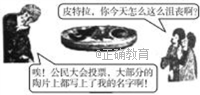 皮特拉，你今天怎么这么沮丧啊？
@正确教育
唉！公民大会投票，大部分的
陶片上都写上了我的名字啊！